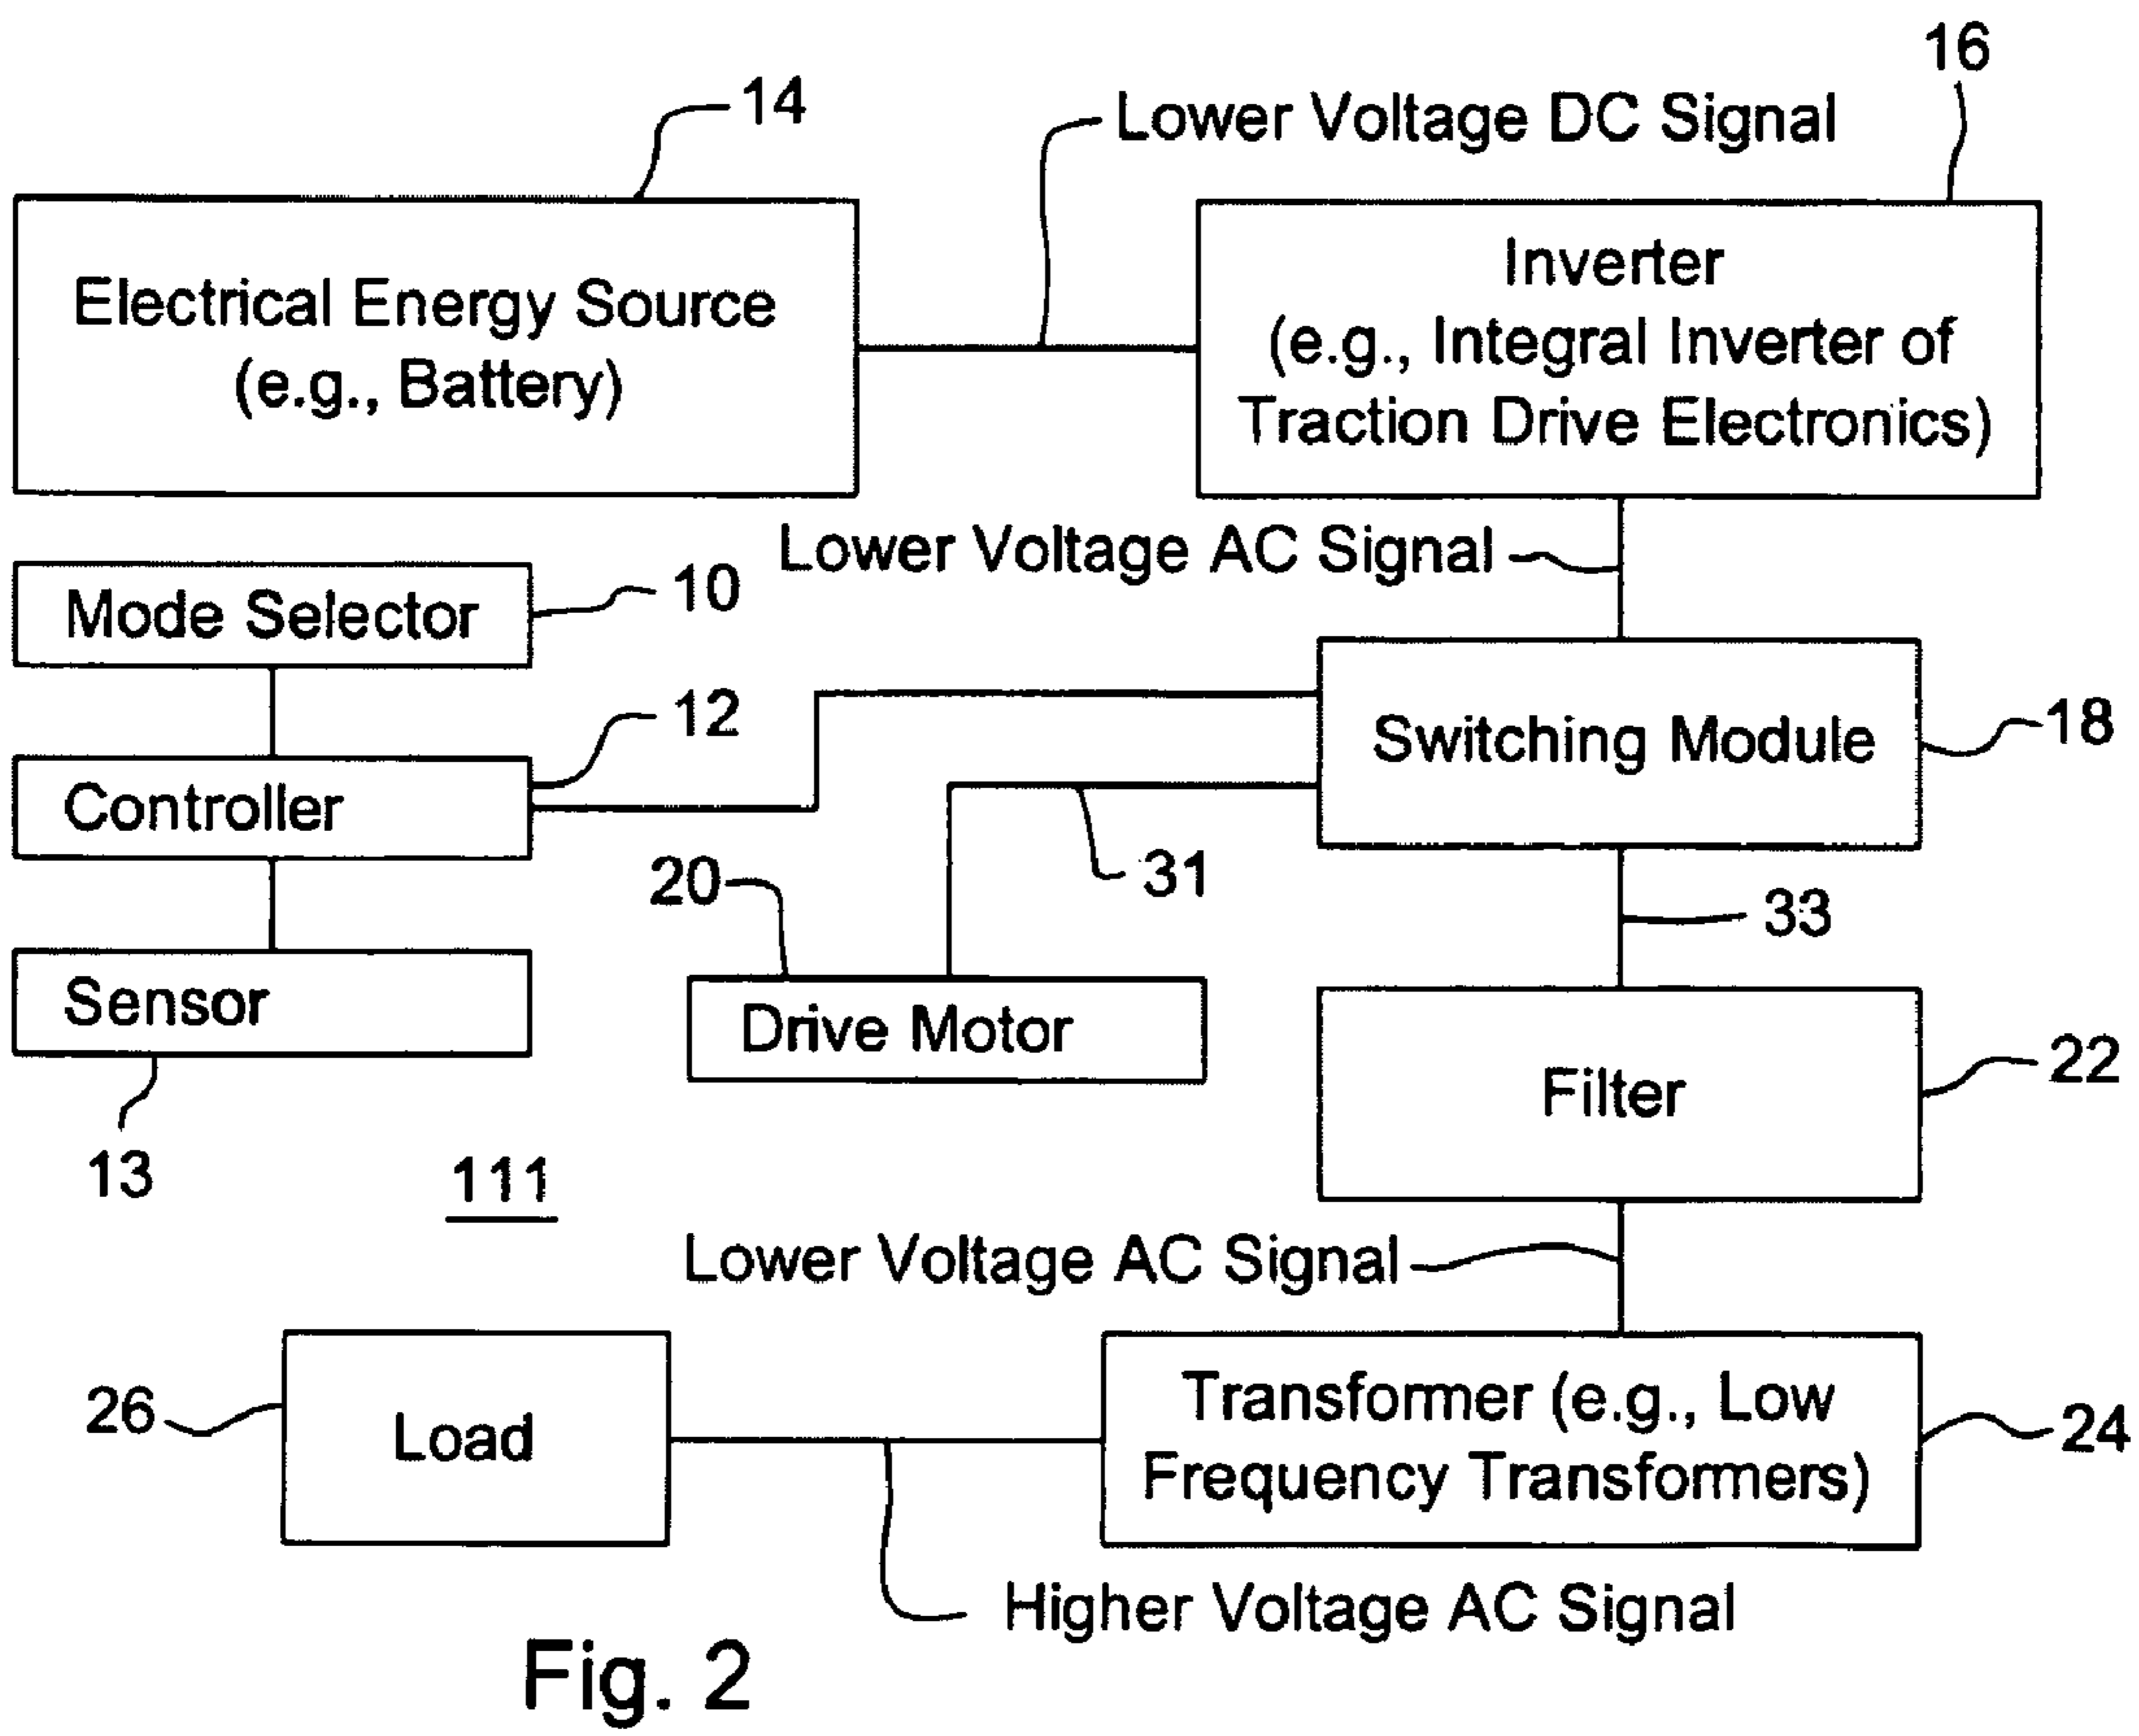 16
14
Lower Voltage DC Signal
Electrical Energy Source
(e.g., Battery)
Inverter
(e.g., Integral Inverter of
Traction Drive Electronics)
Lower Voltage AC Signal
Mode Selector
10
12
Switching Module
18
Controller
31
20
33
Sensor
Drive Motor
Filter
22
13
111
Lower Voltage AC Signal
26
Load
Transformer (e.g., Low
Frequency Transformers)
24
Higher Voltage AC Signal
Fig. 2